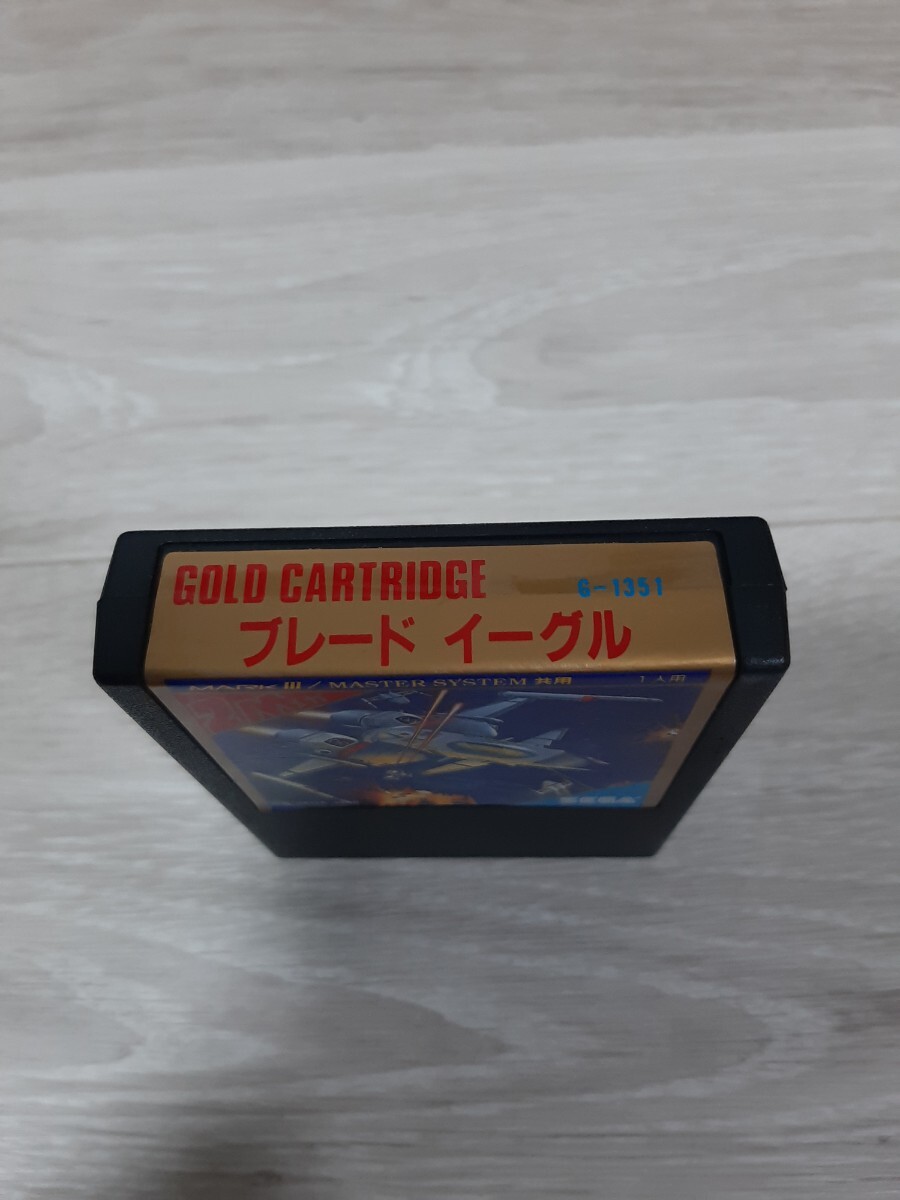 GOLD CARTRIDGE G-1351
ブレード イーグル
MARK III / MASTER SYSTEM 共用 1人用
SEGA